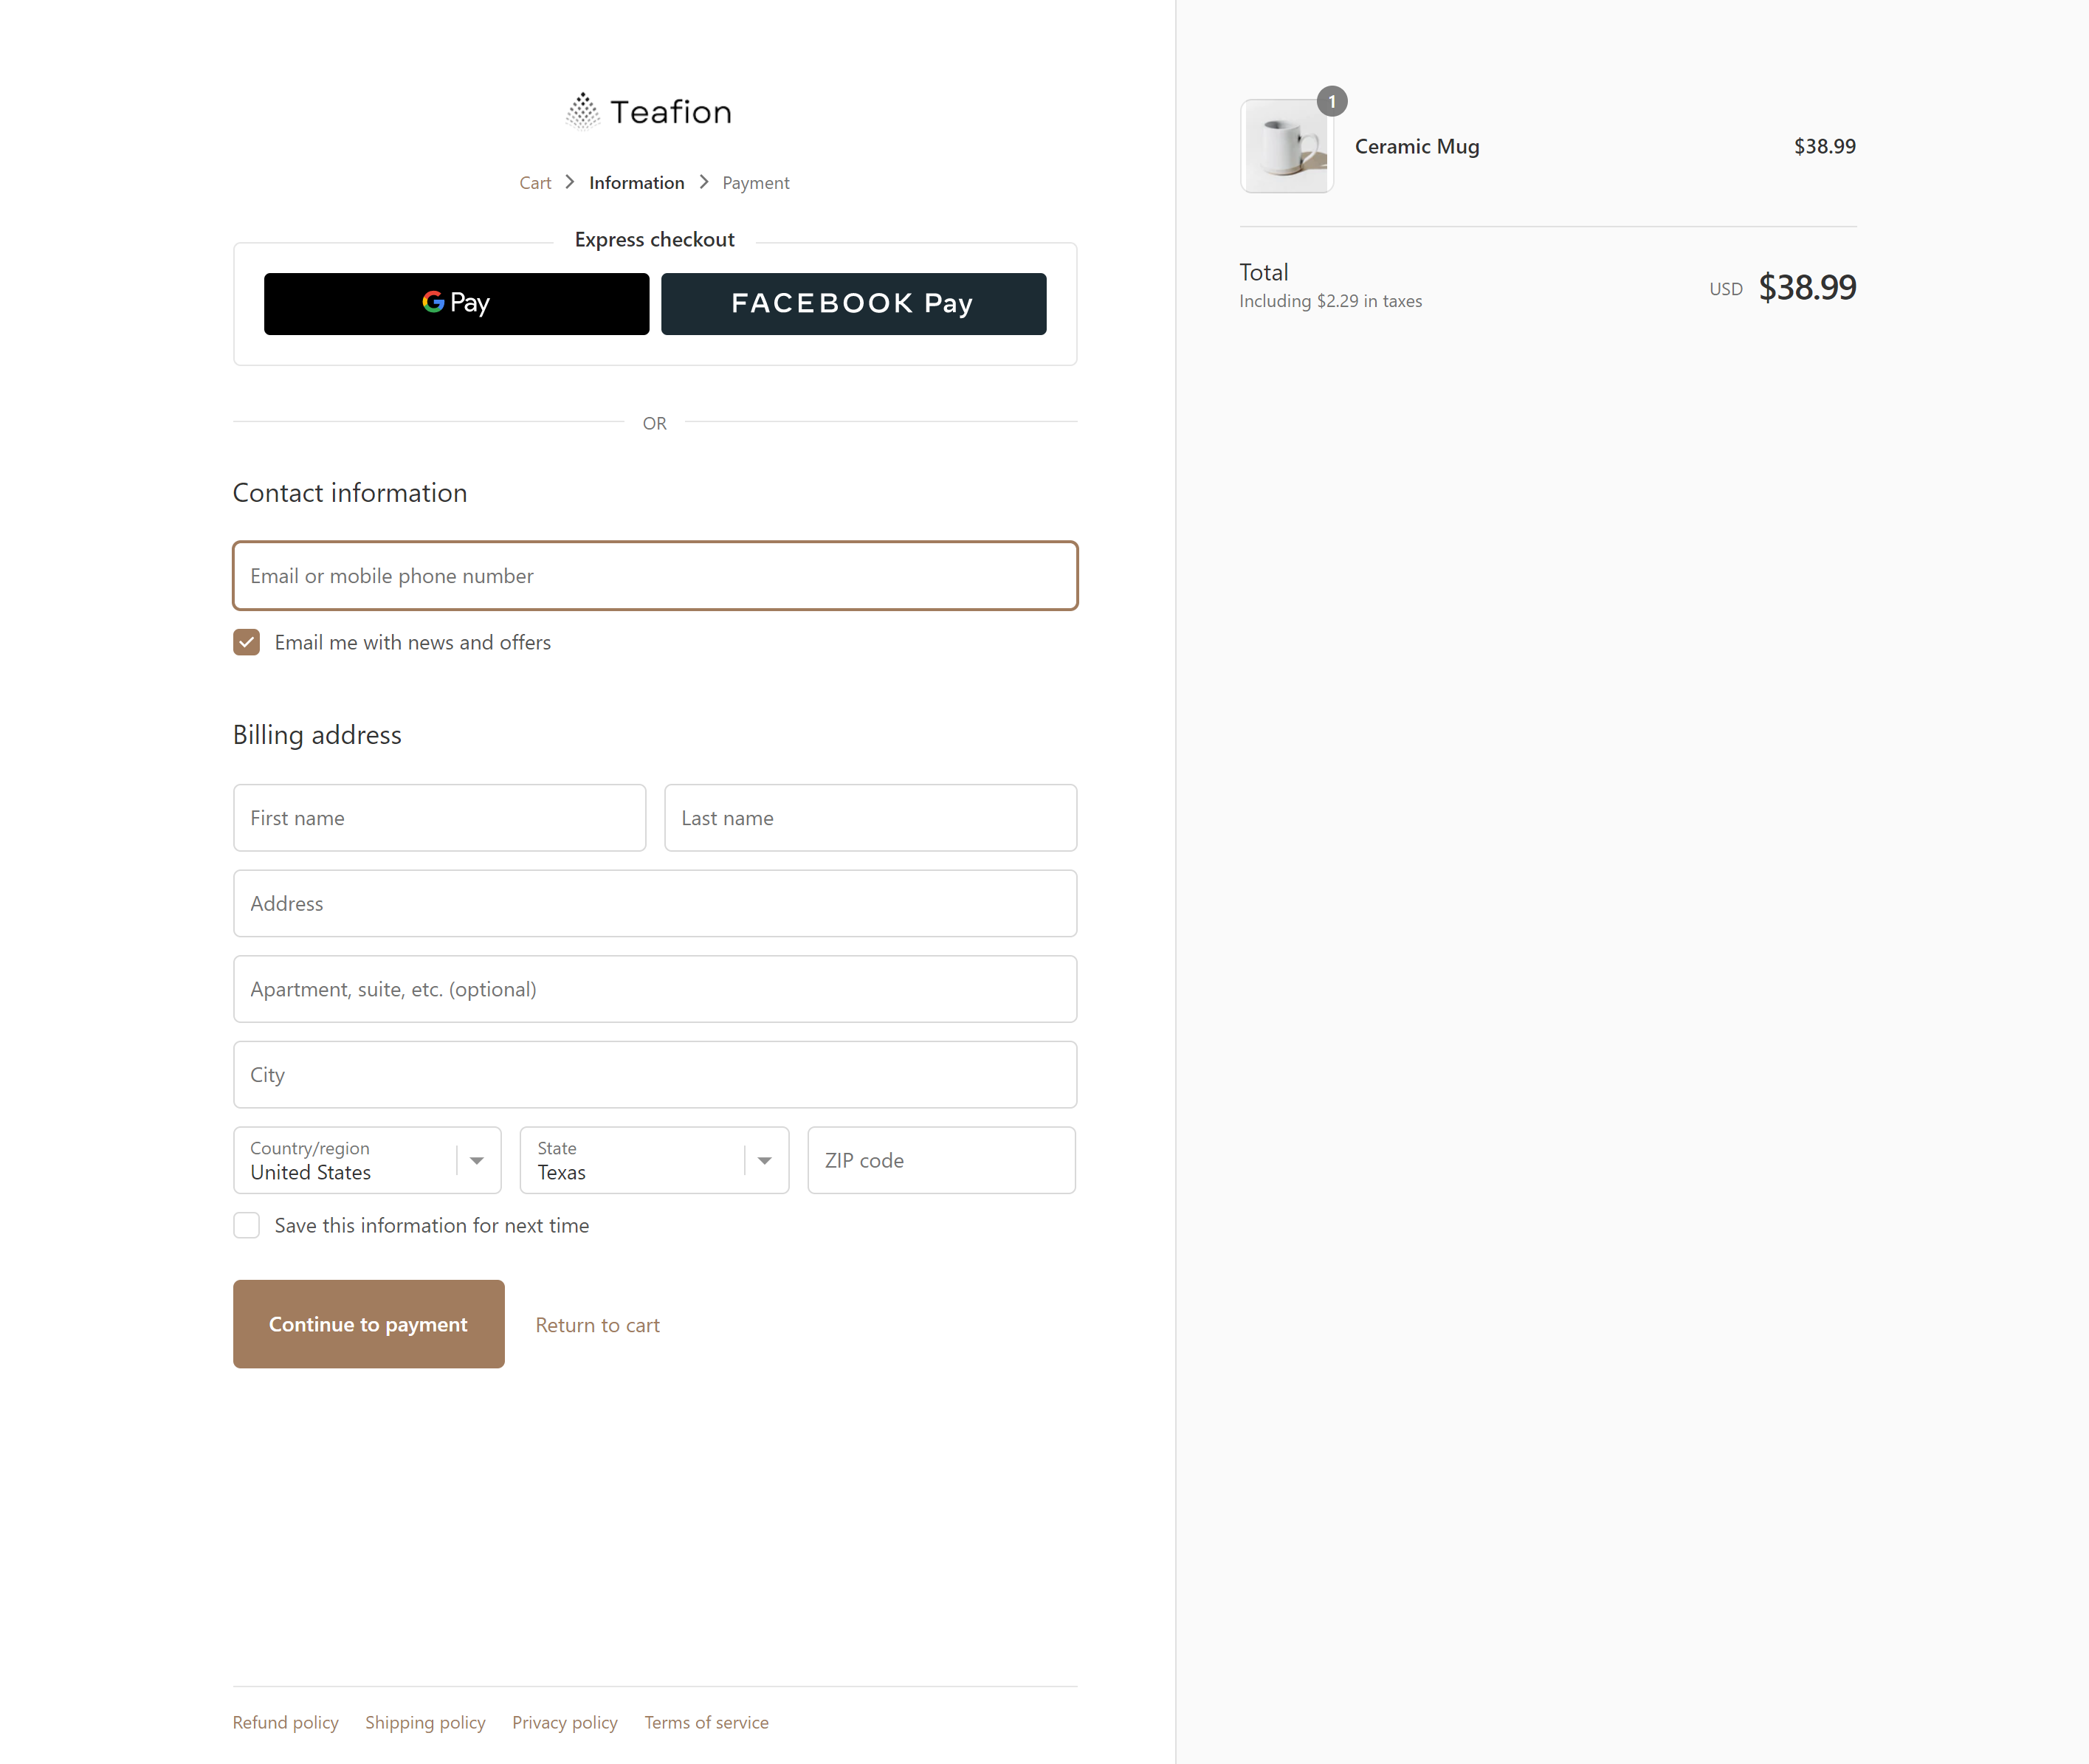 Teafion
Cart > Information > Payment
Express checkout
G Pay
FACEBOOK Pay
OR
Contact information
Email or mobile phone number
Email me with news and offers
Billing address
First name
Last name
Address
Apartment, suite, etc. (optional)
City
Country/region
United States
State
Texas
ZIP code
Save this information for next time
Continue to payment
Return to cart
Refund policy
Shipping policy
Privacy policy
Terms of service
1
Ceramic Mug
$38.99
Total
Including $2.29 in taxes
USD $38.99